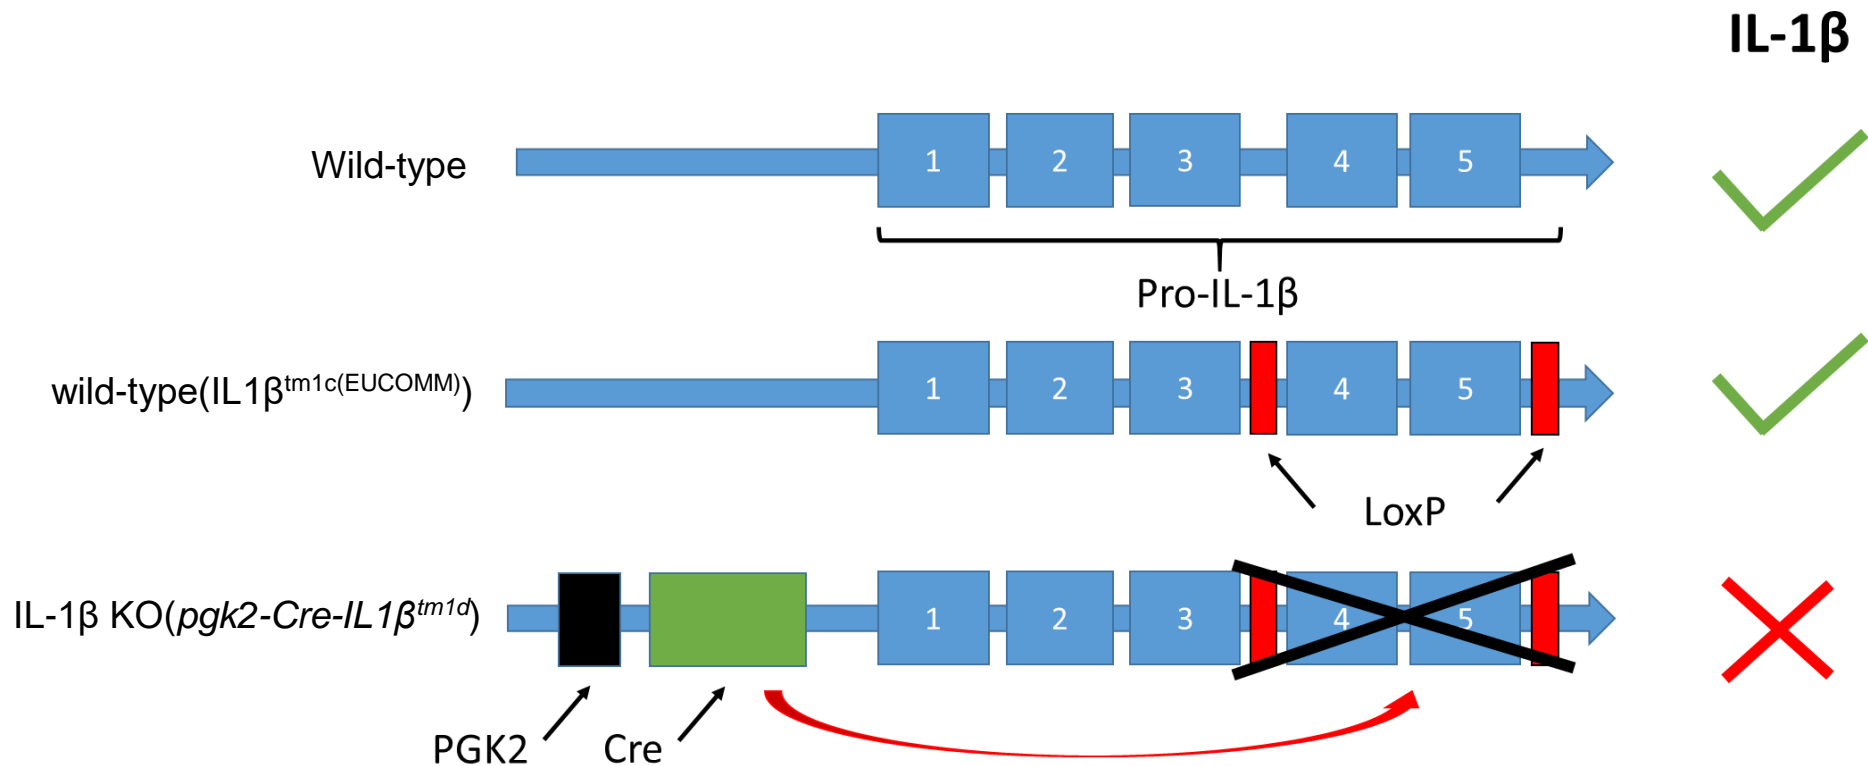 IL-1β
Wild-type
1 2 3 4 5
Pro-IL-1β
wild-type(IL1βtm1c(EUCOMM))
1 2 3 4 5
LoxP
IL-1β KO(pgk2-Cre-IL1βtm1d)
1 2 3 4 5
PGK2 Cre